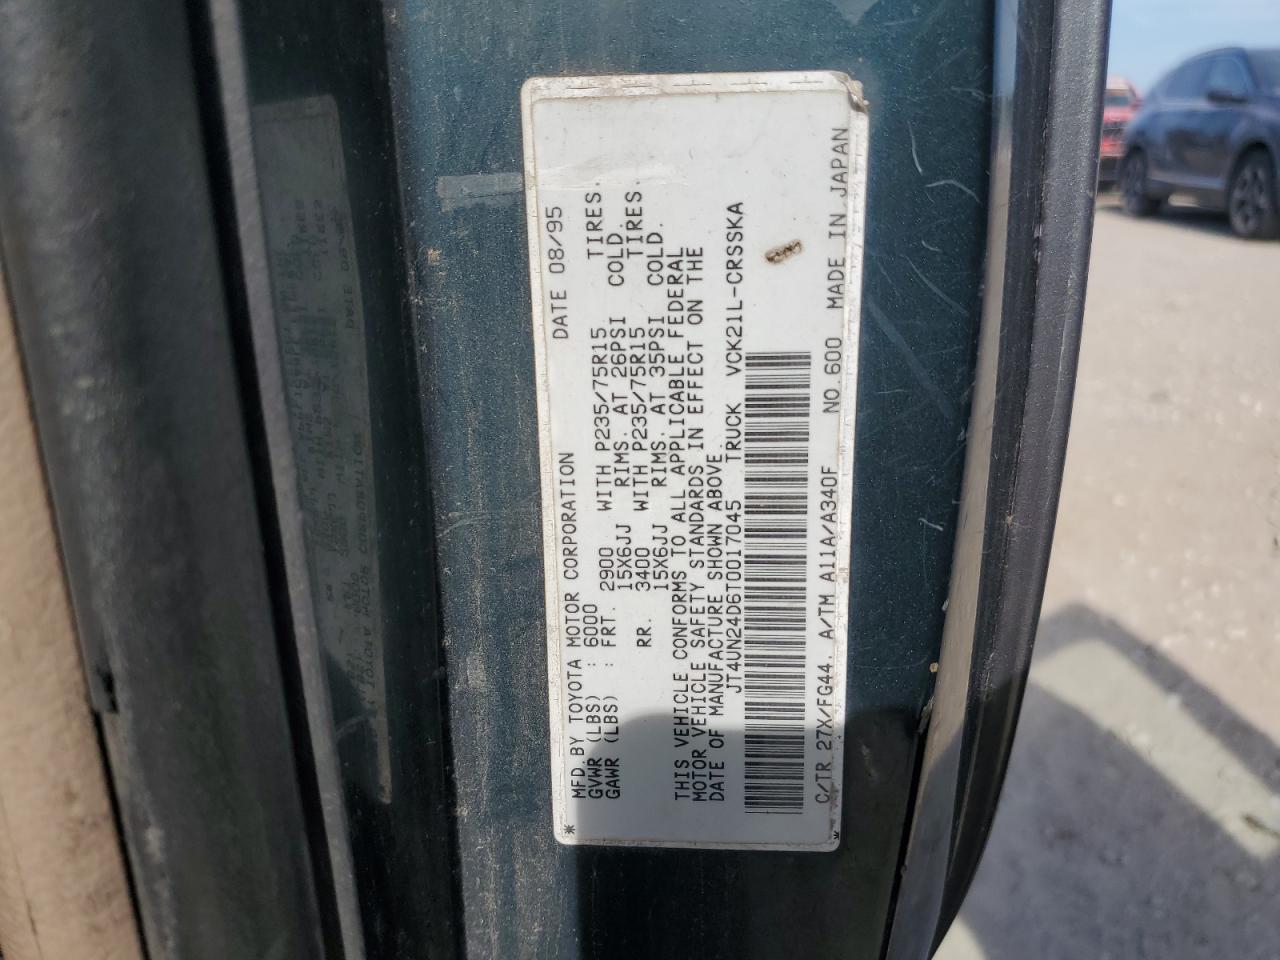 DATE 08/95
* MFD. BY TOYOTA MOTOR CORPORATION
GVWR (LBS) : 6000
GAWR (LBS) : FRT. 2900 WITH P235/75R15 TIRES.
15X6JJ RIMS. AT 26PSI COLD
RR. 3400 WITH P235/75R15 TIRES.
15X6JJ RIMS. AT 35PSI COLD.
THIS VEHICLE CONFORMS TO ALL APPLICABLE FEDERAL
MOTOR VEHICLE SAFETY STANDARDS IN EFFECT ON THE
DATE OF MANUFACTURE SHOWN ABOVE.
JT4UN24D6T0017045 TRUCK VCK21L-CRSSKA
C/TR 27X/FG44. A/TM A11A/A340F NO.600 MADE IN JAPAN
*